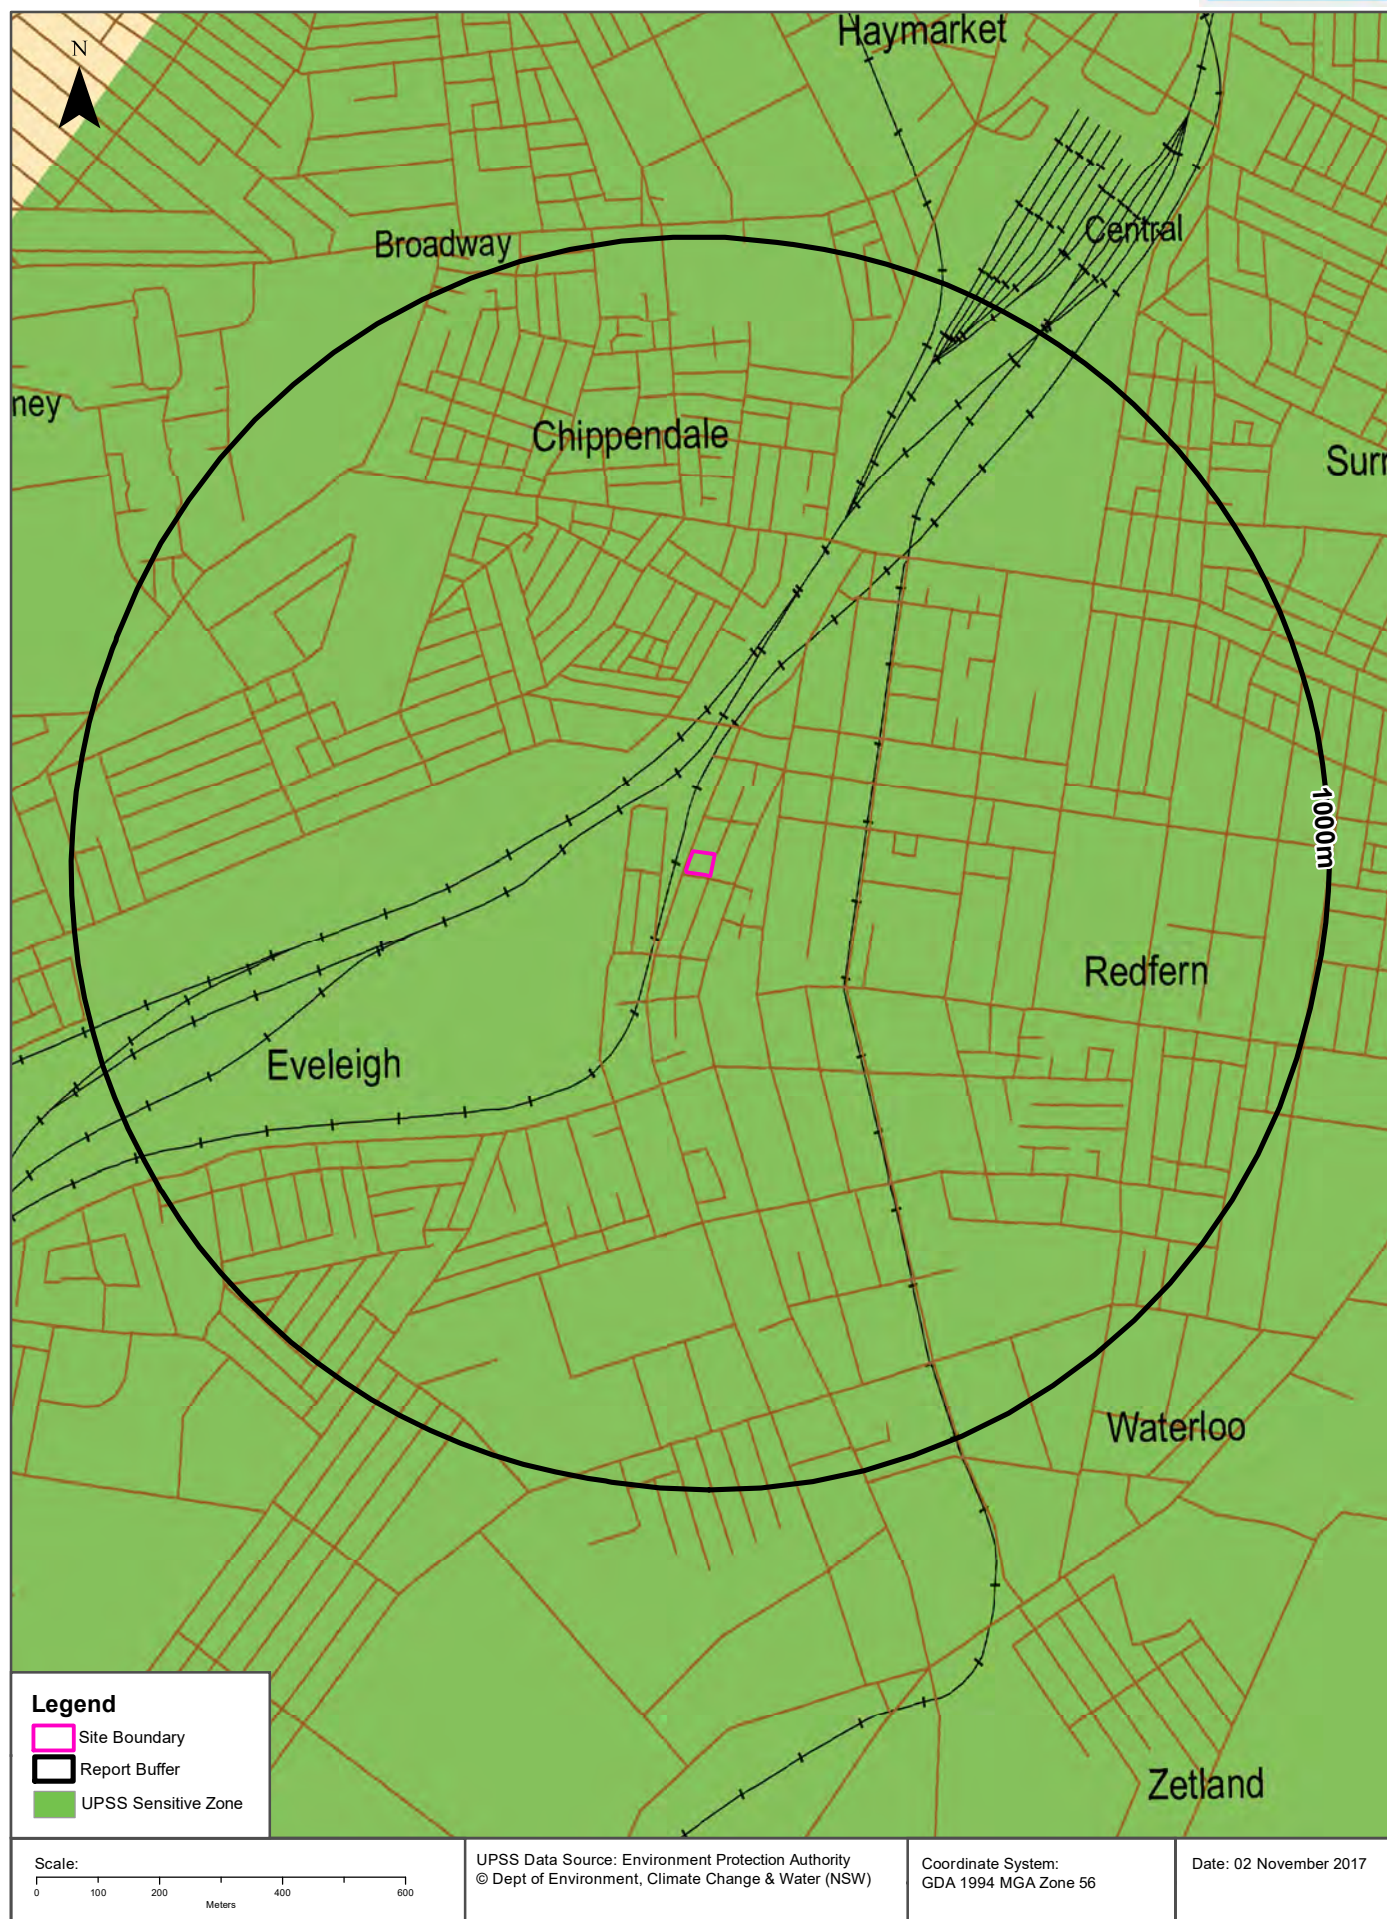 Haymarket
N
Central
Broadway
ney
Chippendale
Surr
1000m
Redfern
Eveleigh
Waterloo
Zetland
Legend
Site Boundary
Report Buffer
UPSS Sensitive Zone
Scale:
0 100 200 400 600
Meters
UPSS Data Source: Environment Protection Authority
© Dept of Environment, Climate Change & Water (NSW)
Coordinate System:
GDA 1994 MGA Zone 56
Date: 02 November 2017